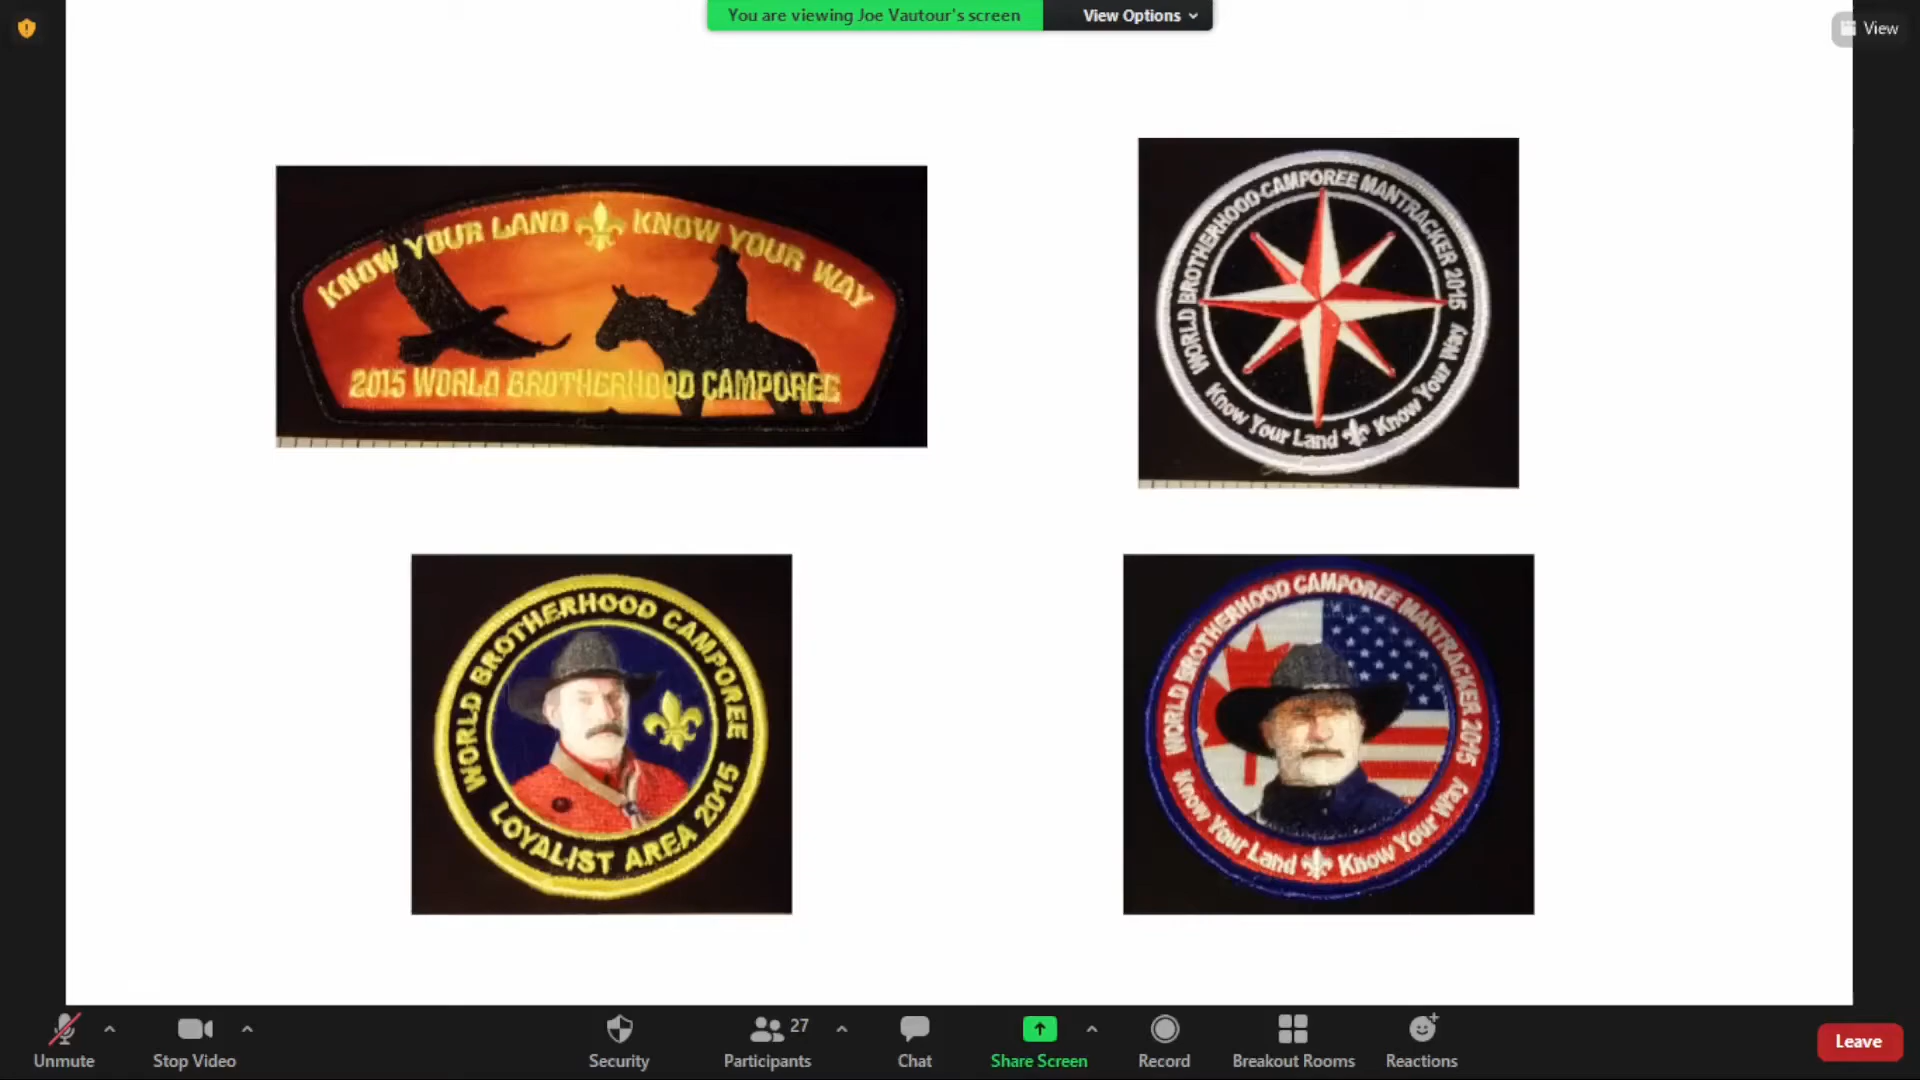 You are viewing Joe Vautour's screen
View Options
View
KNOW YOUR LAND KNOW YOUR WAY
2015 WORLD BROTHERHOOD CAMPOREE
WORLD BROTHERHOOD CAMPOREE MANTRACKER 2015
Know Your Land Know Your Way
WORLD BROTHERHOOD CAMPOREE
LOYALIST AREA 2015
WORLD BROTHERHOOD CAMPOREE MANTRACKER 2015
Know Your Land Know Your Way
Unmute
Stop Video
Security
27
Participants
Chat
Share Screen
Record
Breakout Rooms
Reactions
Leave